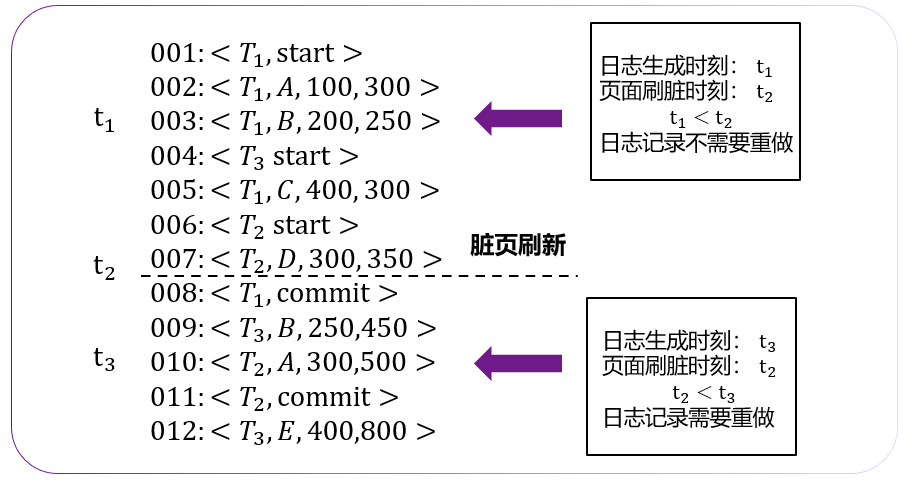 001:< T₁, start >
002:< T₁, A, 100, 300 >
t₁
003:< T₁, B, 200, 250 >
004:< T₃ start >
005:< T₁, C, 400, 300 >
006:< T₂ start >
007:< T₂, D, 300, 350 >
脏页刷新
t₂
008:< T₁, commit >
009:< T₃, B, 250,450 >
t₃
010:< T₂, A, 300,500 >
011:< T₂, commit >
012:< T₃, E, 400,800 >
日志生成时刻： t₁
页面刷脏时刻： t₂
t₁ < t₂
日志记录不需要重做
日志生成时刻： t₃
页面刷脏时刻： t₂
t₂ < t₃
日志记录需要重做